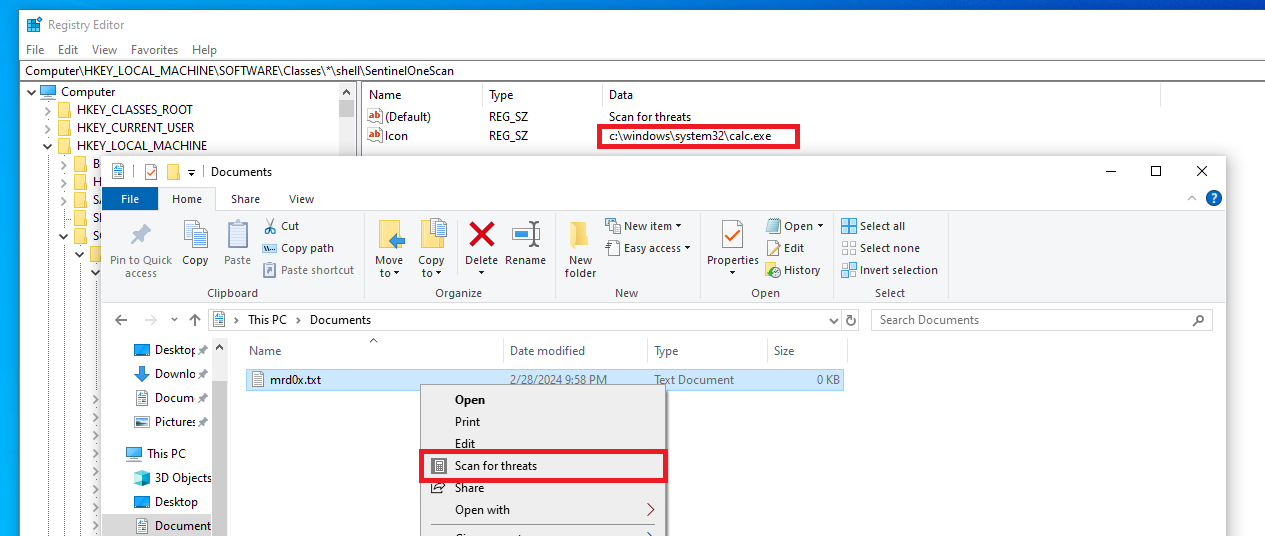 Registry Editor
File Edit View Favorites Help
Computer\HKEY_LOCAL_MACHINE\SOFTWARE\Classes\*\shell\SentinelOneScan
Computer
HKEY_CLASSES_ROOT
HKEY_CURRENT_USER
HKEY_LOCAL_MACHINE
Name Type Data
ab (Default) REG_SZ Scan for threats
ab Icon REG_SZ c:\windows\system32\calc.exe
Documents
File Home Share View
Pin to Quick access
Copy
Paste
Cut
Copy path
Paste shortcut
Clipboard
Move to
Copy to
Delete
Rename
Organize
New folder
New item
Easy access
New
Properties
Open
Edit
History
Open
Select all
Select none
Invert selection
Select
This PC > Documents
Search Documents
Desktop
Downlo
Docum
Pictures
This PC
3D Objects
Desktop
Document
Name Date modified Type Size
mrd0x.txt 2/28/2024 9:58 PM Text Document 0 KB
Open
Print
Edit
Scan for threats
Share
Open with